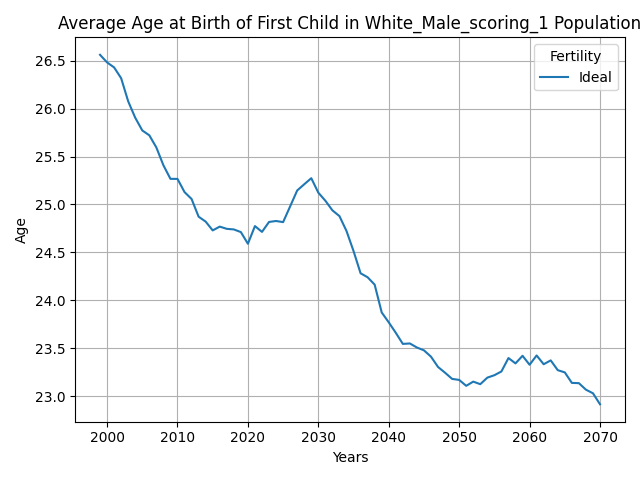 Average Age at Birth of First Child in White_Male_scoring_1 Population
Fertility
Ideal
26.5
26.0
25.5
25.0
24.5
24.0
23.5
23.0
Age
2000 2010 2020 2030 2040 2050 2060 2070
Years